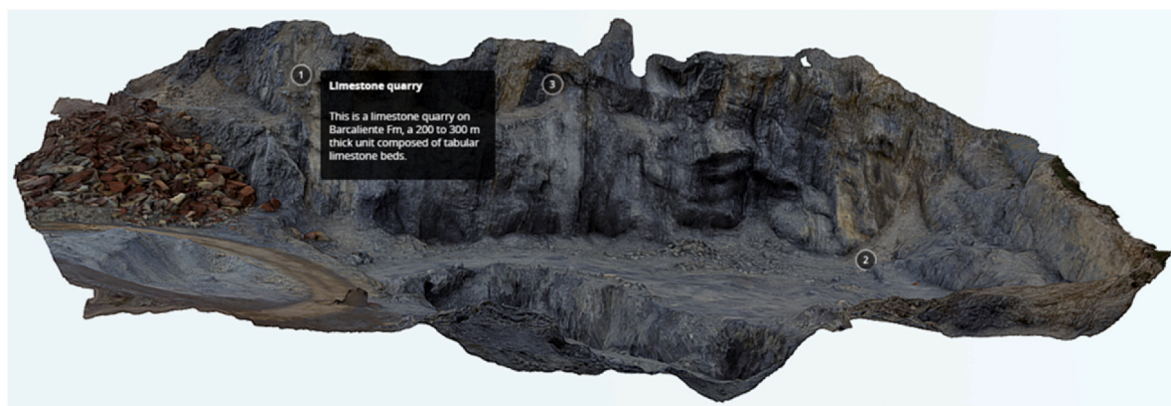 1
Limestone quarry
This is a limestone quarry on
Barcaliente Fm, a 200 to 300 m
thick unit composed of tabular
limestone beds.
3
2